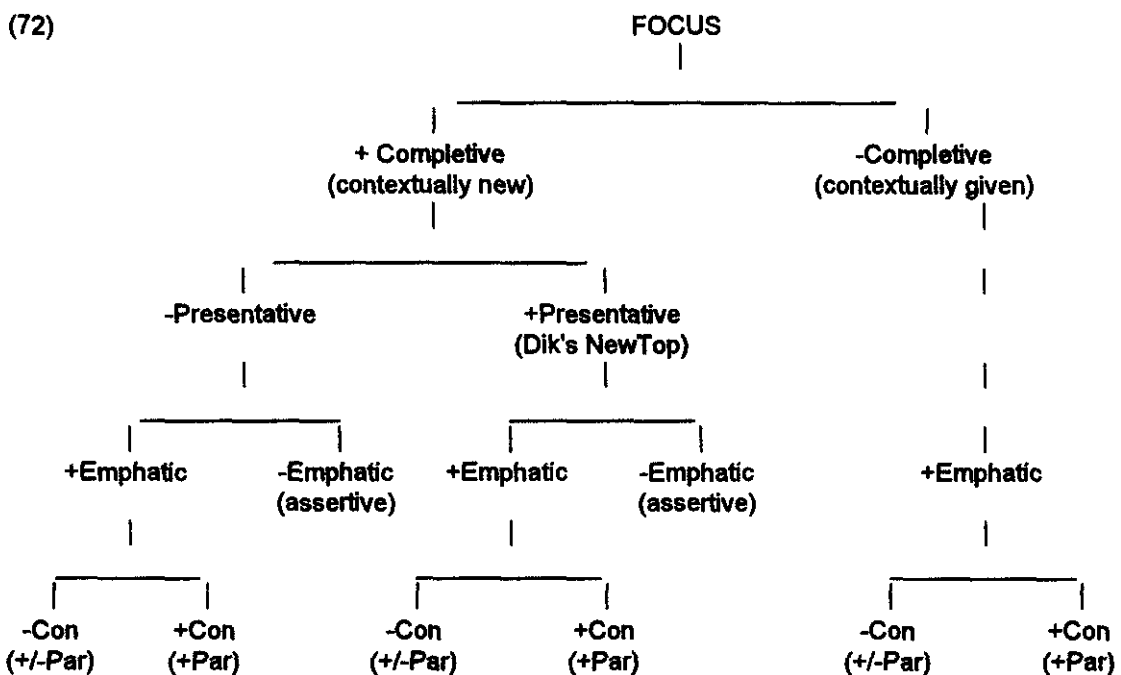 (72) FOCUS
+ Completive -Completive
(contextually new) (contextually given)
-Presentative +Presentative
(Dik's NewTop)
+Emphatic -Emphatic +Emphatic -Emphatic +Emphatic
(assertive) (assertive)
-Con +Con -Con +Con -Con +Con
(+/-Par) (+Par) (+/-Par) (+Par) (+/-Par) (+Par)